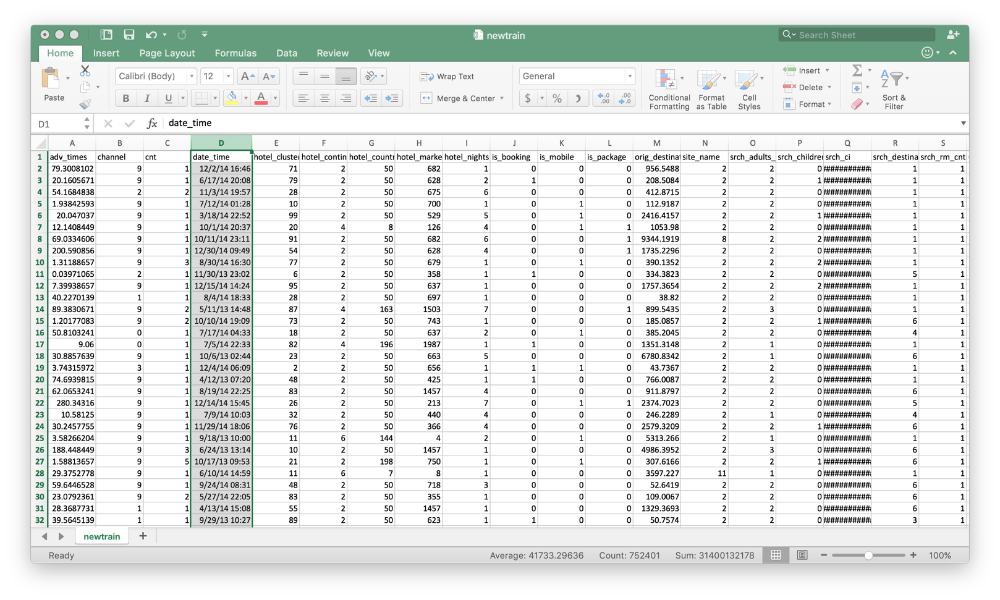 newtrain
Search Sheet
Home Insert Page Layout Formulas Data Review View
Paste
Calibri (Body) 12
B I U
Wrap Text
Merge & Center
General
$ %
Conditional Formatting
Format as Table
Cell Styles
Insert
Delete
Format
Sort & Filter
D1 fx date_time
A B C D E F G H I J K L M N O P Q R S
1 adv_times channel cnt date_time hotel_cluster hotel_contin hotel_countr hotel_marke hotel_nights is_booking is_mobile is_package orig_destinat site_name srch_adults_ srch_children srch_ci srch_destina srch_rm_cnt
2 79.3008102 9 1 12/2/14 16:46 71 2 50 682 1 0 0 0 956.5488 2 2 0 ########### 1 1
3 20.1605671 9 1 6/17/14 20:08 79 2 50 628 2 1 0 0 208.5084 2 2 1 ########### 1 1
4 54.1684838 2 2 11/3/14 19:57 28 2 50 675 6 0 0 0 412.8715 2 2 0 ########### 1 1
5 1.93842593 9 1 7/12/14 01:28 10 2 50 700 1 0 1 0 112.9187 2 2 0 ########### 1 1
6 20.047037 9 1 3/18/14 22:52 99 2 50 529 5 0 1 0 2416.4157 2 2 1 ########### 1 1
7 12.1408449 9 1 10/1/14 20:37 20 4 8 126 4 0 1 1 1053.98 2 2 0 ########### 1 1
8 69.0334606 9 1 10/11/14 23:11 91 2 50 682 6 0 0 1 9344.1919 8 2 2 ########### 1 1
9 200.590856 9 1 12/30/14 09:49 54 2 50 628 4 0 0 1 1735.2296 2 2 0 ########### 1 1
10 1.31188657 9 3 8/30/14 16:30 77 2 50 679 1 0 1 0 390.1352 2 2 2 ########### 1 1
11 0.03971065 2 1 11/30/13 23:02 6 2 50 358 1 1 0 0 334.3823 2 2 0 ########### 5 1
12 7.39938657 9 1 12/15/14 14:24 95 2 50 637 1 0 0 0 1757.3654 2 2 2 ########### 1 1
13 40.2270139 1 1 8/4/14 18:33 28 2 50 697 1 0 0 0 38.82 2 2 0 ########### 1 1
14 89.3830671 9 2 5/11/13 14:48 87 4 163 1503 7 0 0 1 899.5435 2 3 0 ########### 1 1
15 1.20177083 9 2 10/10/14 19:09 73 2 50 743 1 0 0 0 185.0857 2 2 1 ########### 6 1
16 50.8103241 0 1 7/17/14 04:33 18 2 50 637 2 0 1 0 385.2045 2 2 0 ########### 4 1
17 9.06 0 1 7/5/14 22:33 82 4 196 1987 1 1 0 0 1351.3148 2 1 0 ########### 1 1
18 30.8857639 9 1 10/6/13 02:44 23 2 50 663 5 0 0 0 6780.8342 2 1 0 ########### 6 1
19 3.74315972 3 1 12/4/14 06:09 2 2 50 656 1 1 1 0 43.7367 2 2 0 ########### 1 1
20 74.6939815 9 1 4/12/13 07:20 48 2 50 425 1 1 0 0 766.0087 2 2 0 ########### 1 1
21 62.0653241 9 1 8/19/14 22:25 83 2 50 1457 4 0 0 0 911.8797 2 2 0 ########### 6 1
22 280.34316 9 1 12/14/14 15:45 26 2 50 213 7 0 1 1 2374.7023 2 2 0 ########### 5 1
23 10.58125 9 1 7/9/14 10:03 32 2 50 440 4 0 0 0 246.2289 2 1 0 ########### 4 1
24 30.2457755 9 1 11/29/14 18:06 76 2 50 366 4 0 0 0 2579.3209 2 2 1 ########### 6 1
25 3.58266204 9 1 9/18/13 10:00 11 6 144 4 2 0 1 0 5313.266 2 1 0 ########### 1 1
26 188.448449 9 3 6/24/13 13:14 10 2 50 1457 1 0 0 0 4986.3952 2 3 0 ########### 6 1
27 1.58813657 9 5 10/17/13 09:53 21 2 198 750 1 0 1 0 307.6166 2 2 1 ########### 6 1
28 29.3752778 9 1 6/10/14 14:59 11 6 7 8 1 0 0 0 3597.227 11 1 0 ########### 1 1
29 59.6446528 9 1 9/24/14 08:31 48 2 50 718 3 0 0 0 52.6419 2 2 0 ########### 6 1
30 23.0792361 9 2 5/27/14 22:05 83 2 50 355 1 0 0 0 109.0067 2 2 0 ########### 6 1
31 28.3687731 1 1 4/13/14 15:08 55 2 50 1457 1 0 0 0 1329.3693 2 2 0 ########### 6 1
32 39.5645139 1 1 9/29/13 10:27 89 2 50 623 1 1 0 0 50.7574 2 2 0 ########### 3 1
newtrain +
Ready Average: 41733.29636 Count: 752401 Sum: 31400132178 100%